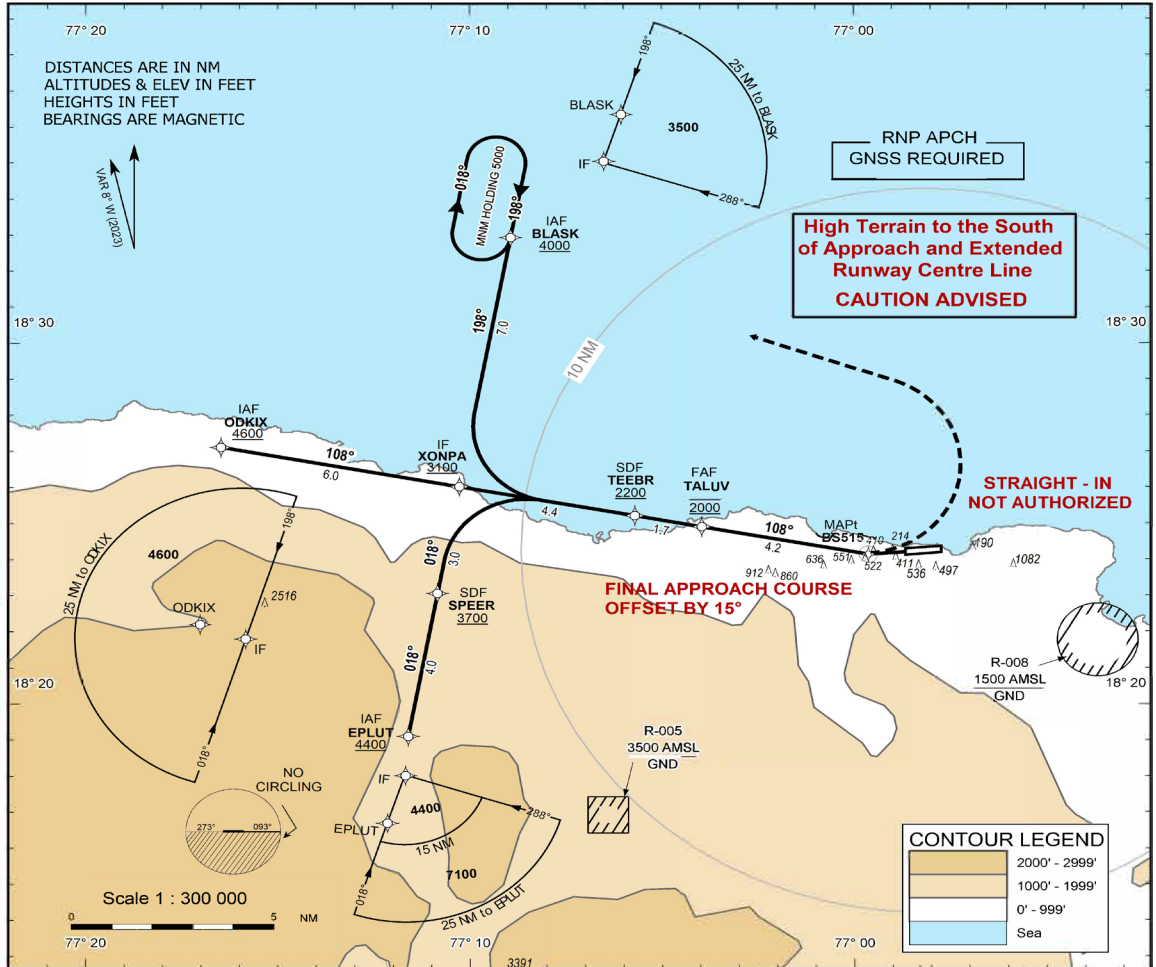 77° 20
77° 10
77° 00
DISTANCES ARE IN NM
ALTITUDES & ELEV IN FEET
HEIGHTS IN FEET
BEARINGS ARE MAGNETIC
VAR 8° W (2023)
198°
25 NM to BLASK
BLASK
3500
IF
288°
RNP APCH
GNSS REQUIRED
018°
MNM HOLDING 5000
198°
IAF
BLASK
4000
High Terrain to the South
of Approach and Extended
Runway Centre Line
CAUTION ADVISED
18° 30
18° 30
198°
7.0
10 NM
IAF
ODKIX
4600
108°
6.0
IF
XONPA
3100
4.4
SDF
TEEBR
2200
1.7
FAF
TALUV
2000
108°
4.2
MAPt
BS515
410
214
190
1082
636
551
522
411
536
497
912
860
STRAIGHT - IN
NOT AUTHORIZED
FINAL APPROACH COURSE
OFFSET BY 15°
4600
198°
25 NM to ODKIX
2516
ODKIX
IF
018°
018°
3.0
SDF
SPEER
3700
018°
4.0
IAF
EPLUT
4400
R-008
1500 AMSL
GND
18° 20
18° 20
R-005
3500 AMSL
GND
IF
4400
288°
EPLUT
15 NM
7100
018°
25 NM to EPLUT
NO
CIRCLING
273°
093°
Scale 1 : 300 000
0
5
NM
CONTOUR LEGEND
2000' - 2999'
1000' - 1999'
0' - 999'
Sea
77° 20
77° 10
77° 00
3391